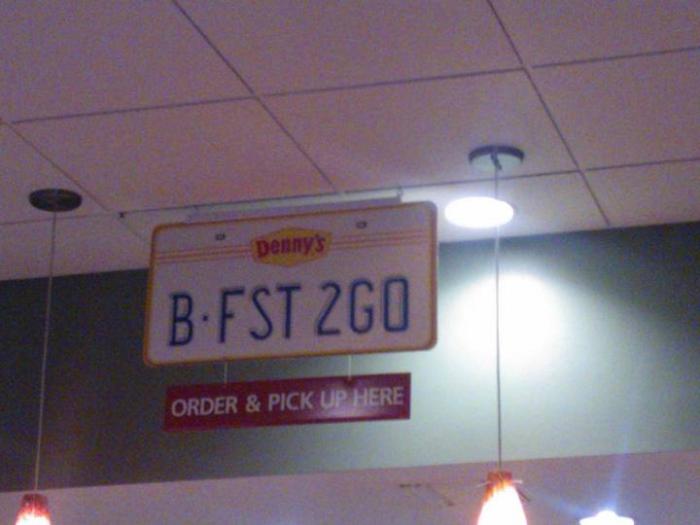 Denny's
B·FST 2GO
ORDER & PICK UP HERE